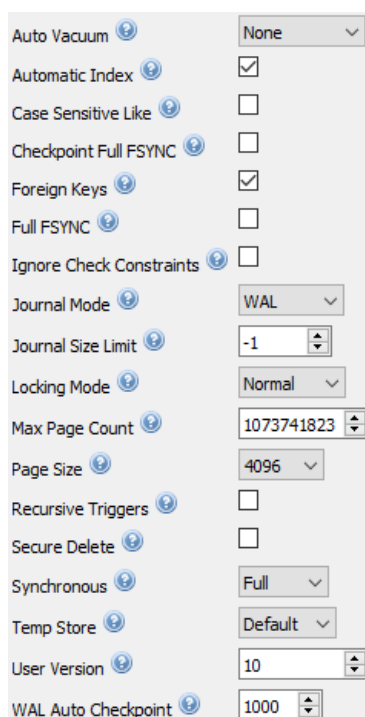 Auto Vacuum ? None
Automatic Index ?
Case Sensitive Like ?
Checkpoint Full FSYNC ?
Foreign Keys ?
Full FSYNC ?
Ignore Check Constraints ?
Journal Mode ? WAL
Journal Size Limit ? -1
Locking Mode ? Normal
Max Page Count ? 1073741823
Page Size ? 4096
Recursive Triggers ?
Secure Delete ?
Synchronous ? Full
Temp Store ? Default
User Version ? 10
WAL Auto Checkpoint ? 1000